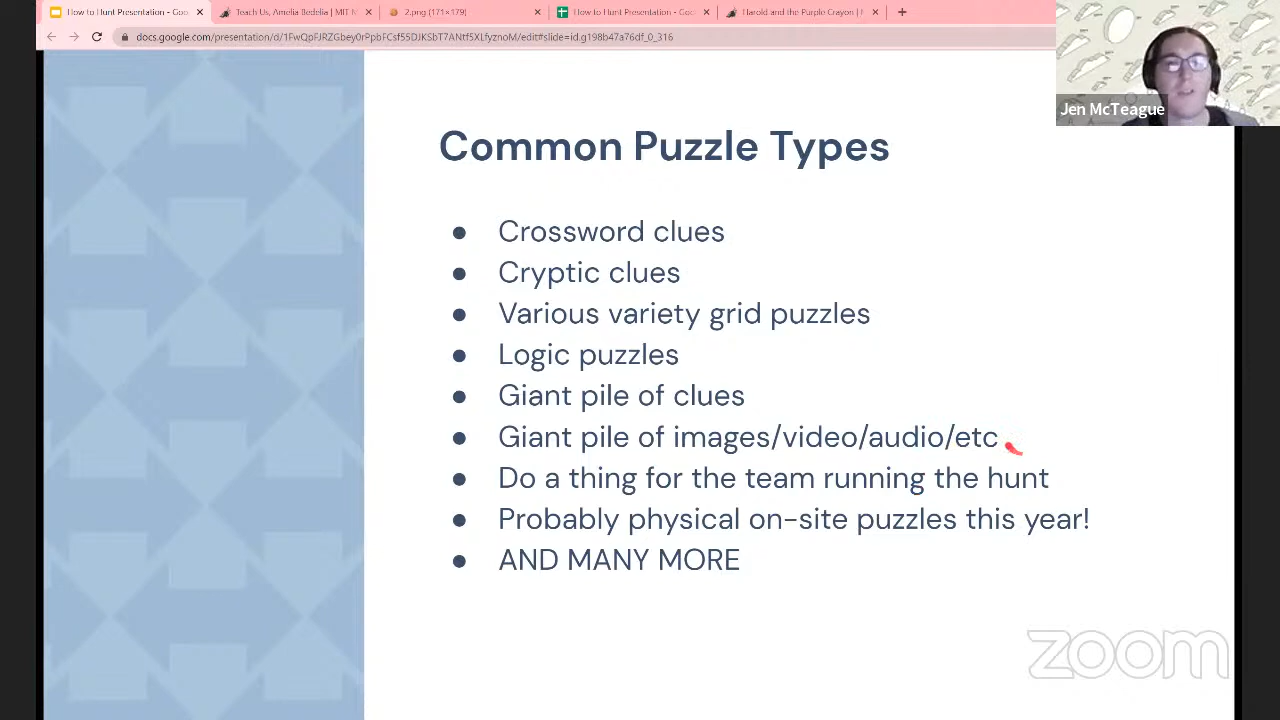 How to Hunt Presentation - Goo
Teach Us, Amelia Bedelia | MIT M
2.png (171×179)
How to Hunt Presentation - Goo
Harold and the Purple Crayon | M
docs.google.com/presentation/d/1FwQpFJRZGbey0rPpbFCsf55DJKSbT7ANtf5XLfyznoM/edit#slide=id.g198b47a76df_0_316
Jen McTeague
Common Puzzle Types
● Crossword clues
● Cryptic clues
● Various variety grid puzzles
● Logic puzzles
● Giant pile of clues
● Giant pile of images/video/audio/etc
● Do a thing for the team running the hunt
● Probably physical on-site puzzles this year!
● AND MANY MORE
zoom